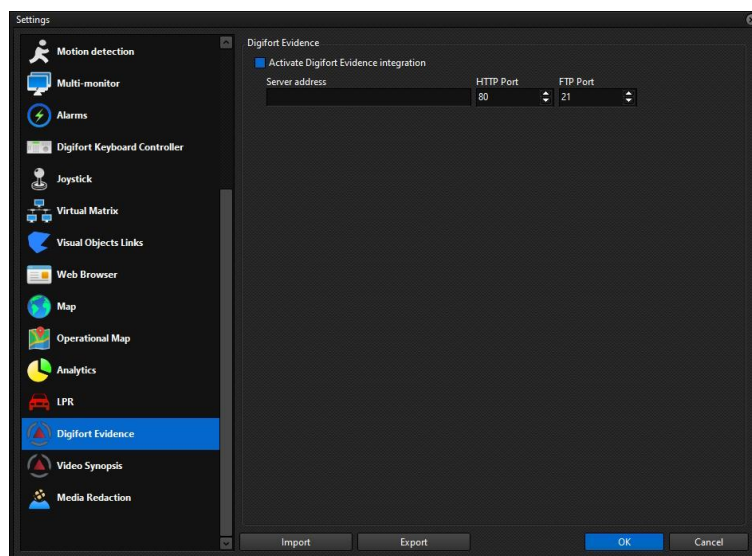 Settings
Motion detection
Multi-monitor
Alarms
Digifort Keyboard Controller
Joystick
Virtual Matrix
Visual Objects Links
Web Browser
Map
Operational Map
Analytics
LPR
Digifort Evidence
Video Synopsis
Media Redaction
Digifort Evidence
Activate Digifort Evidence integration
Server address HTTP Port FTP Port
80 21
Import Export OK Cancel